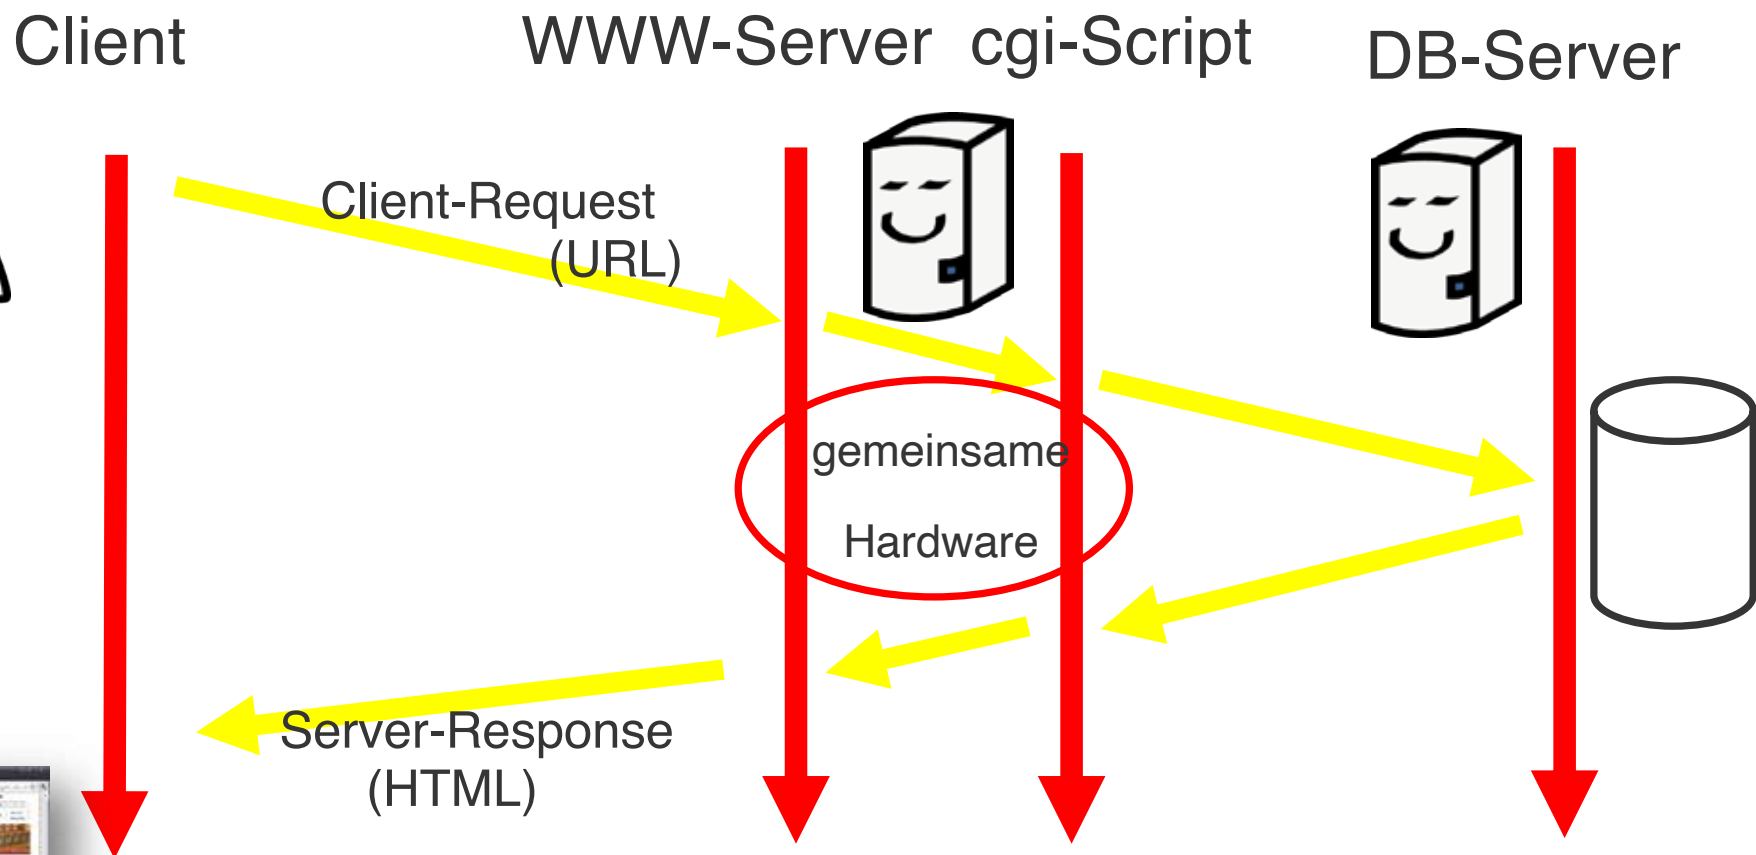 Client
WWW-Server
cgi-Script
DB-Server
Client-Request
(URL)
gemeinsame
Hardware
Server-Response
(HTML)